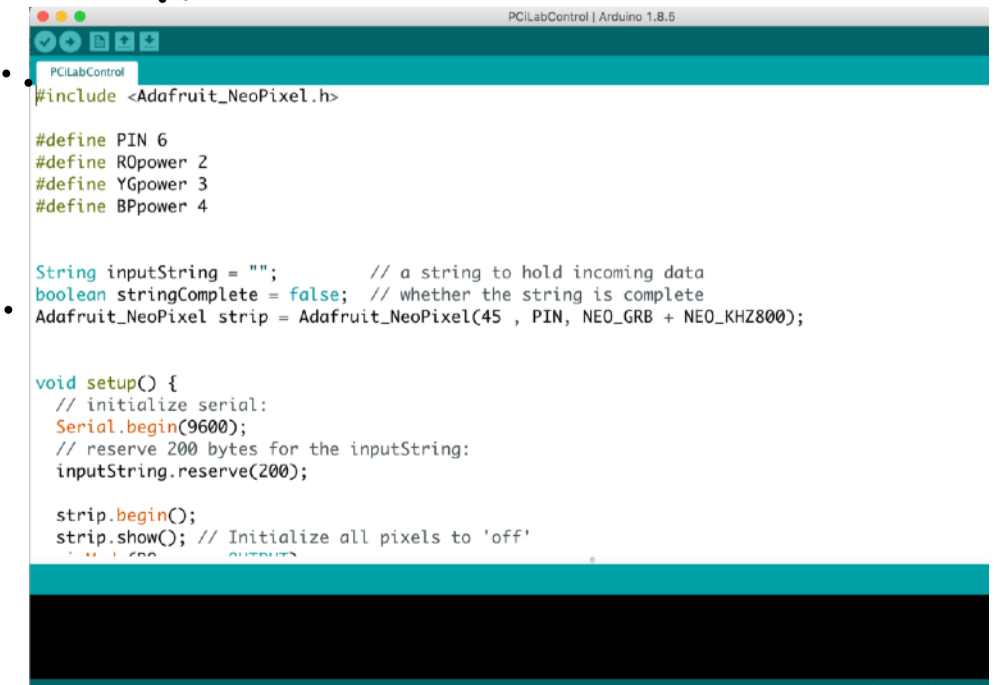 PCiLabControl | Arduino 1.8.5
PCiLabControl
#include <Adafruit_NeoPixel.h>
#define PIN 6
#define ROpower 2
#define YGpower 3
#define BPpower 4
String inputString = "";         // a string to hold incoming data
boolean stringComplete = false;  // whether the string is complete
Adafruit_NeoPixel strip = Adafruit_NeoPixel(45 , PIN, NEO_GRB + NEO_KHZ800);
void setup() {
  // initialize serial:
  Serial.begin(9600);
  // reserve 200 bytes for the inputString:
  inputString.reserve(200);
  strip.begin();
  strip.show(); // Initialize all pixels to 'off'